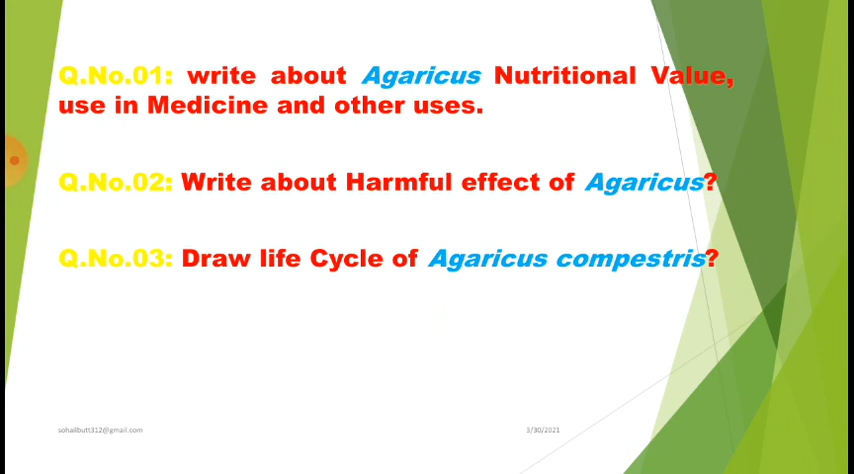 Q.No.01: write about Agaricus Nutritional Value,
use in Medicine and other uses.
Q.No.02: Write about Harmful effect of Agaricus?
Q.No.03: Draw life Cycle of Agaricus compestris?
sohailbutt312@gmail.com
3/30/2021